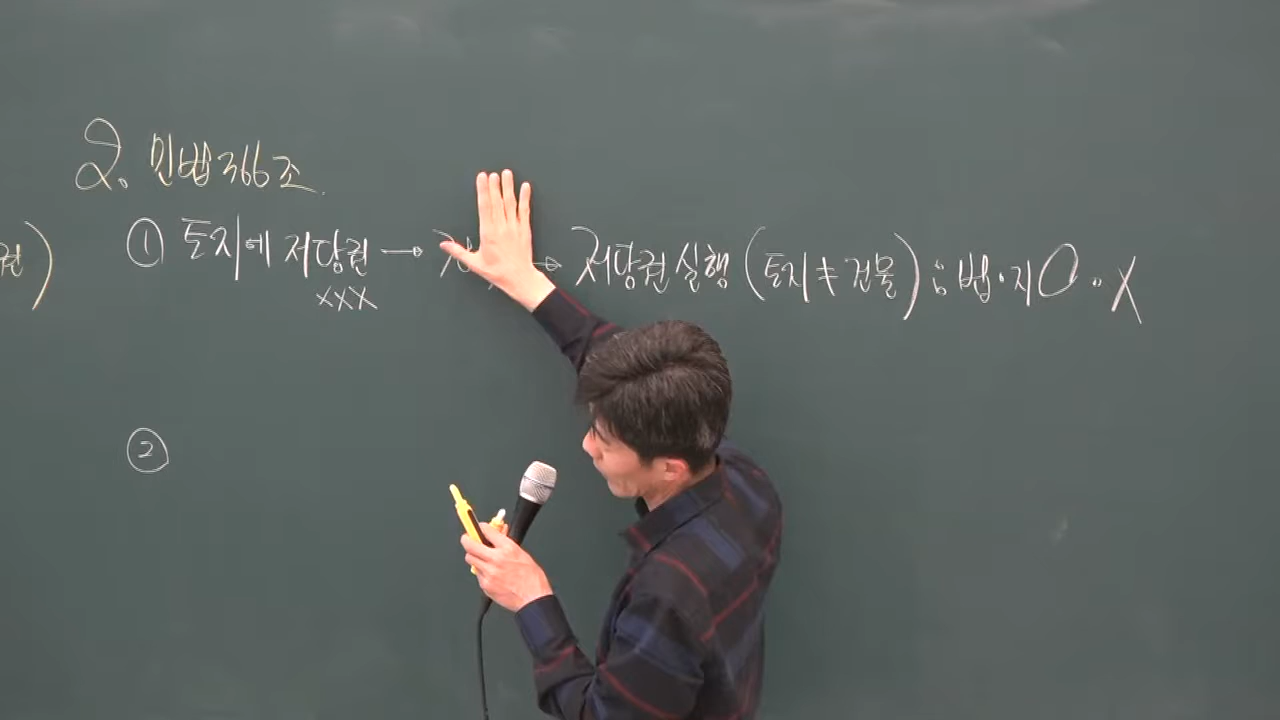 2. 민법 366조.
권)
① 토지에 저당권 → → 저당권 실행 (토지 ≠ 건물) : 법·지 O · X
xxx
②